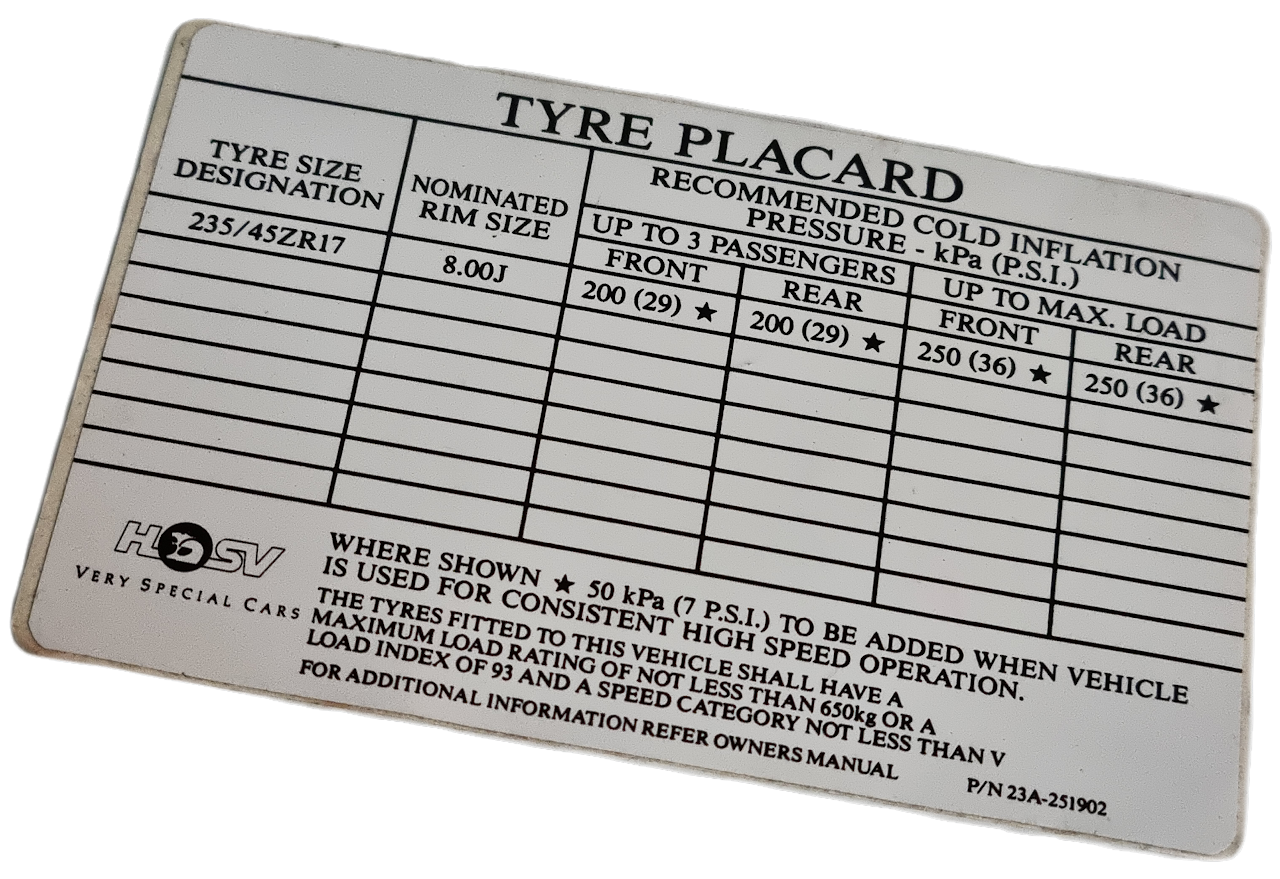 TYRE PLACARD
TYRE SIZE
DESIGNATION
NOMINATED
RIM SIZE
RECOMMENDED COLD INFLATION
PRESSURE - kPa (P.S.I.)
UP TO 3 PASSENGERS
UP TO MAX. LOAD
FRONT
REAR
FRONT
REAR
235/45ZR17
8.00J
200 (29) ★
200 (29) ★
250 (36) ★
250 (36) ★
HSV
VERY SPECIAL CARS
WHERE SHOWN ★ 50 kPa (7 P.S.I.) TO BE ADDED WHEN VEHICLE
IS USED FOR CONSISTENT HIGH SPEED OPERATION.
THE TYRES FITTED TO THIS VEHICLE SHALL HAVE A
MAXIMUM LOAD RATING OF NOT LESS THAN 650kg OR A
LOAD INDEX OF 93 AND A SPEED CATEGORY NOT LESS THAN V
FOR ADDITIONAL INFORMATION REFER OWNERS MANUAL
P/N 23A-251902